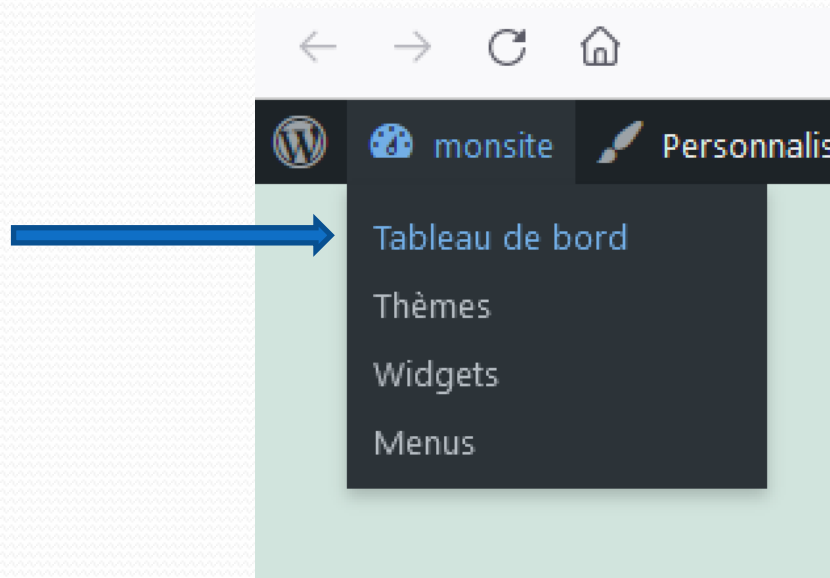 monsite Personnalis
Tableau de bord
Thèmes
Widgets
Menus